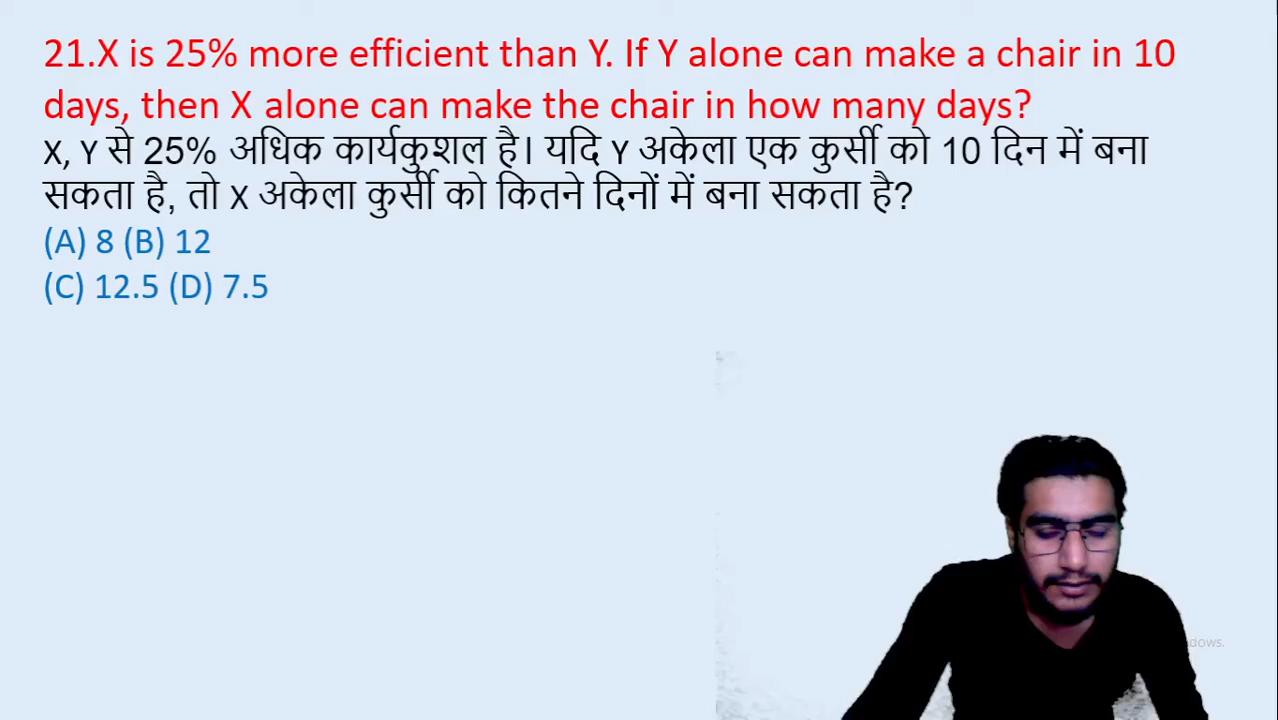 21.X is 25% more efficient than Y. If Y alone can make a chair in 10
days, then X alone can make the chair in how many days?
X, Y से 25% अधिक कार्यकुशल है। यदि Y अकेला एक कुर्सी को 10 दिन में बना
सकता है, तो X अकेला कुर्सी को कितने दिनों में बना सकता है?
(A) 8 (B) 12
(C) 12.5 (D) 7.5
dows.